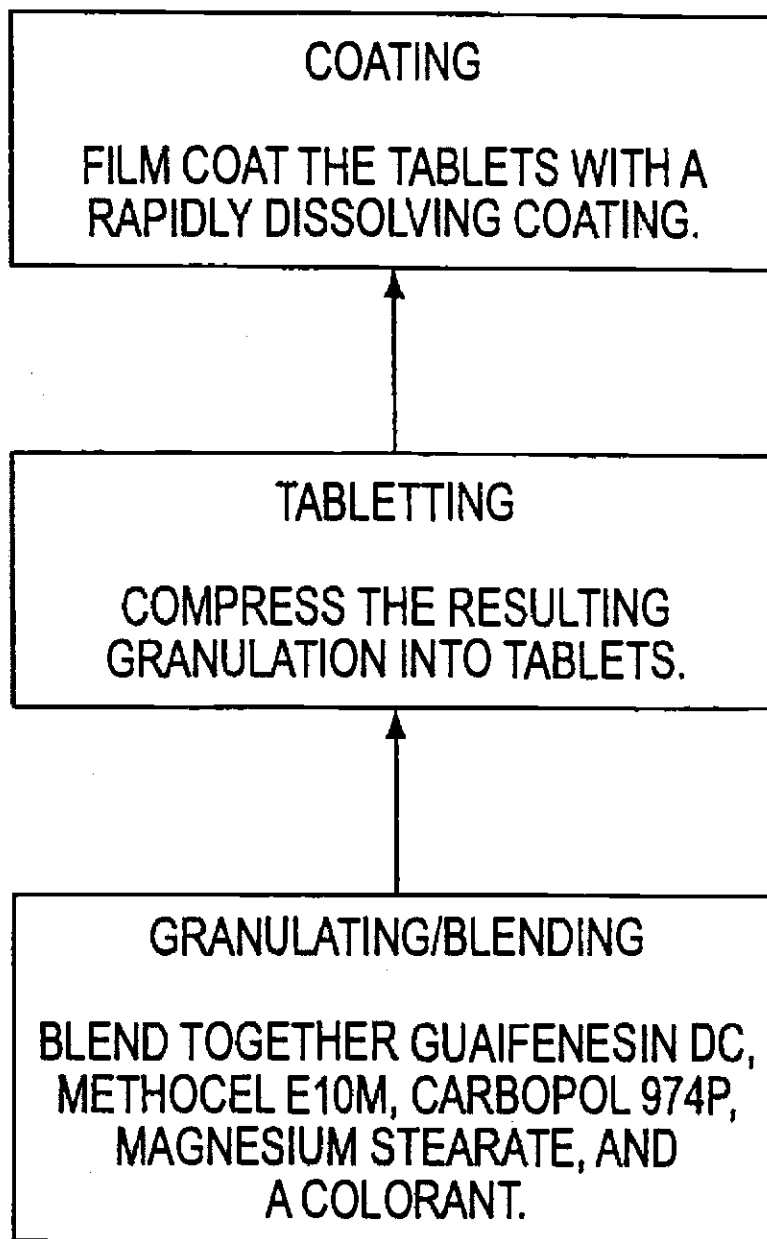 COATING
FILM COAT THE TABLETS WITH A
RAPIDLY DISSOLVING COATING.
TABLETTING
COMPRESS THE RESULTING
GRANULATION INTO TABLETS.
GRANULATING/BLENDING
BLEND TOGETHER GUAIFENESIN DC,
METHOCEL E10M, CARBOPOL 974P,
MAGNESIUM STEARATE, AND
A COLORANT.